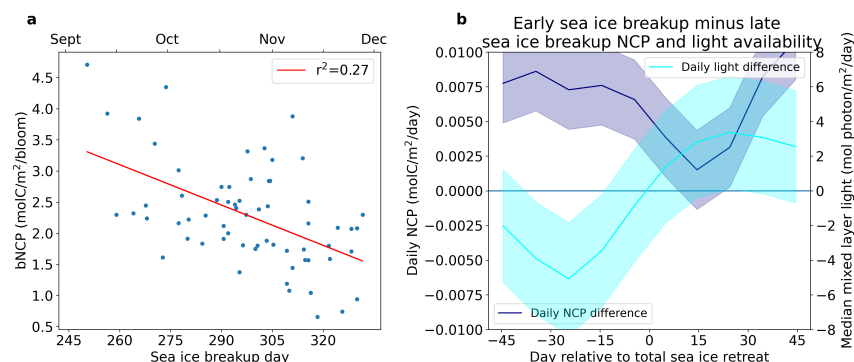 a
Sept Oct Nov Dec
r²=0.27
4.5
4.0
3.5
3.0
2.5
2.0
1.5
1.0
0.5
bNCP (molC/m²/bloom)
245 260 275 290 305 320
Sea ice breakup day
b
Early sea ice breakup minus late
sea ice breakup NCP and light availability
Daily light difference
0.0100
0.0075
0.0050
0.0025
0.0000
−0.0025
−0.0050
−0.0075
−0.0100
Daily NCP (molC/m²/day)
8
6
4
2
0
−2
−4
−6
−8
Median mixed layer light (mol photon/m²/day)
Daily NCP difference
−45 −30 −15 0 15 30 45
Day relative to total sea ice retreat